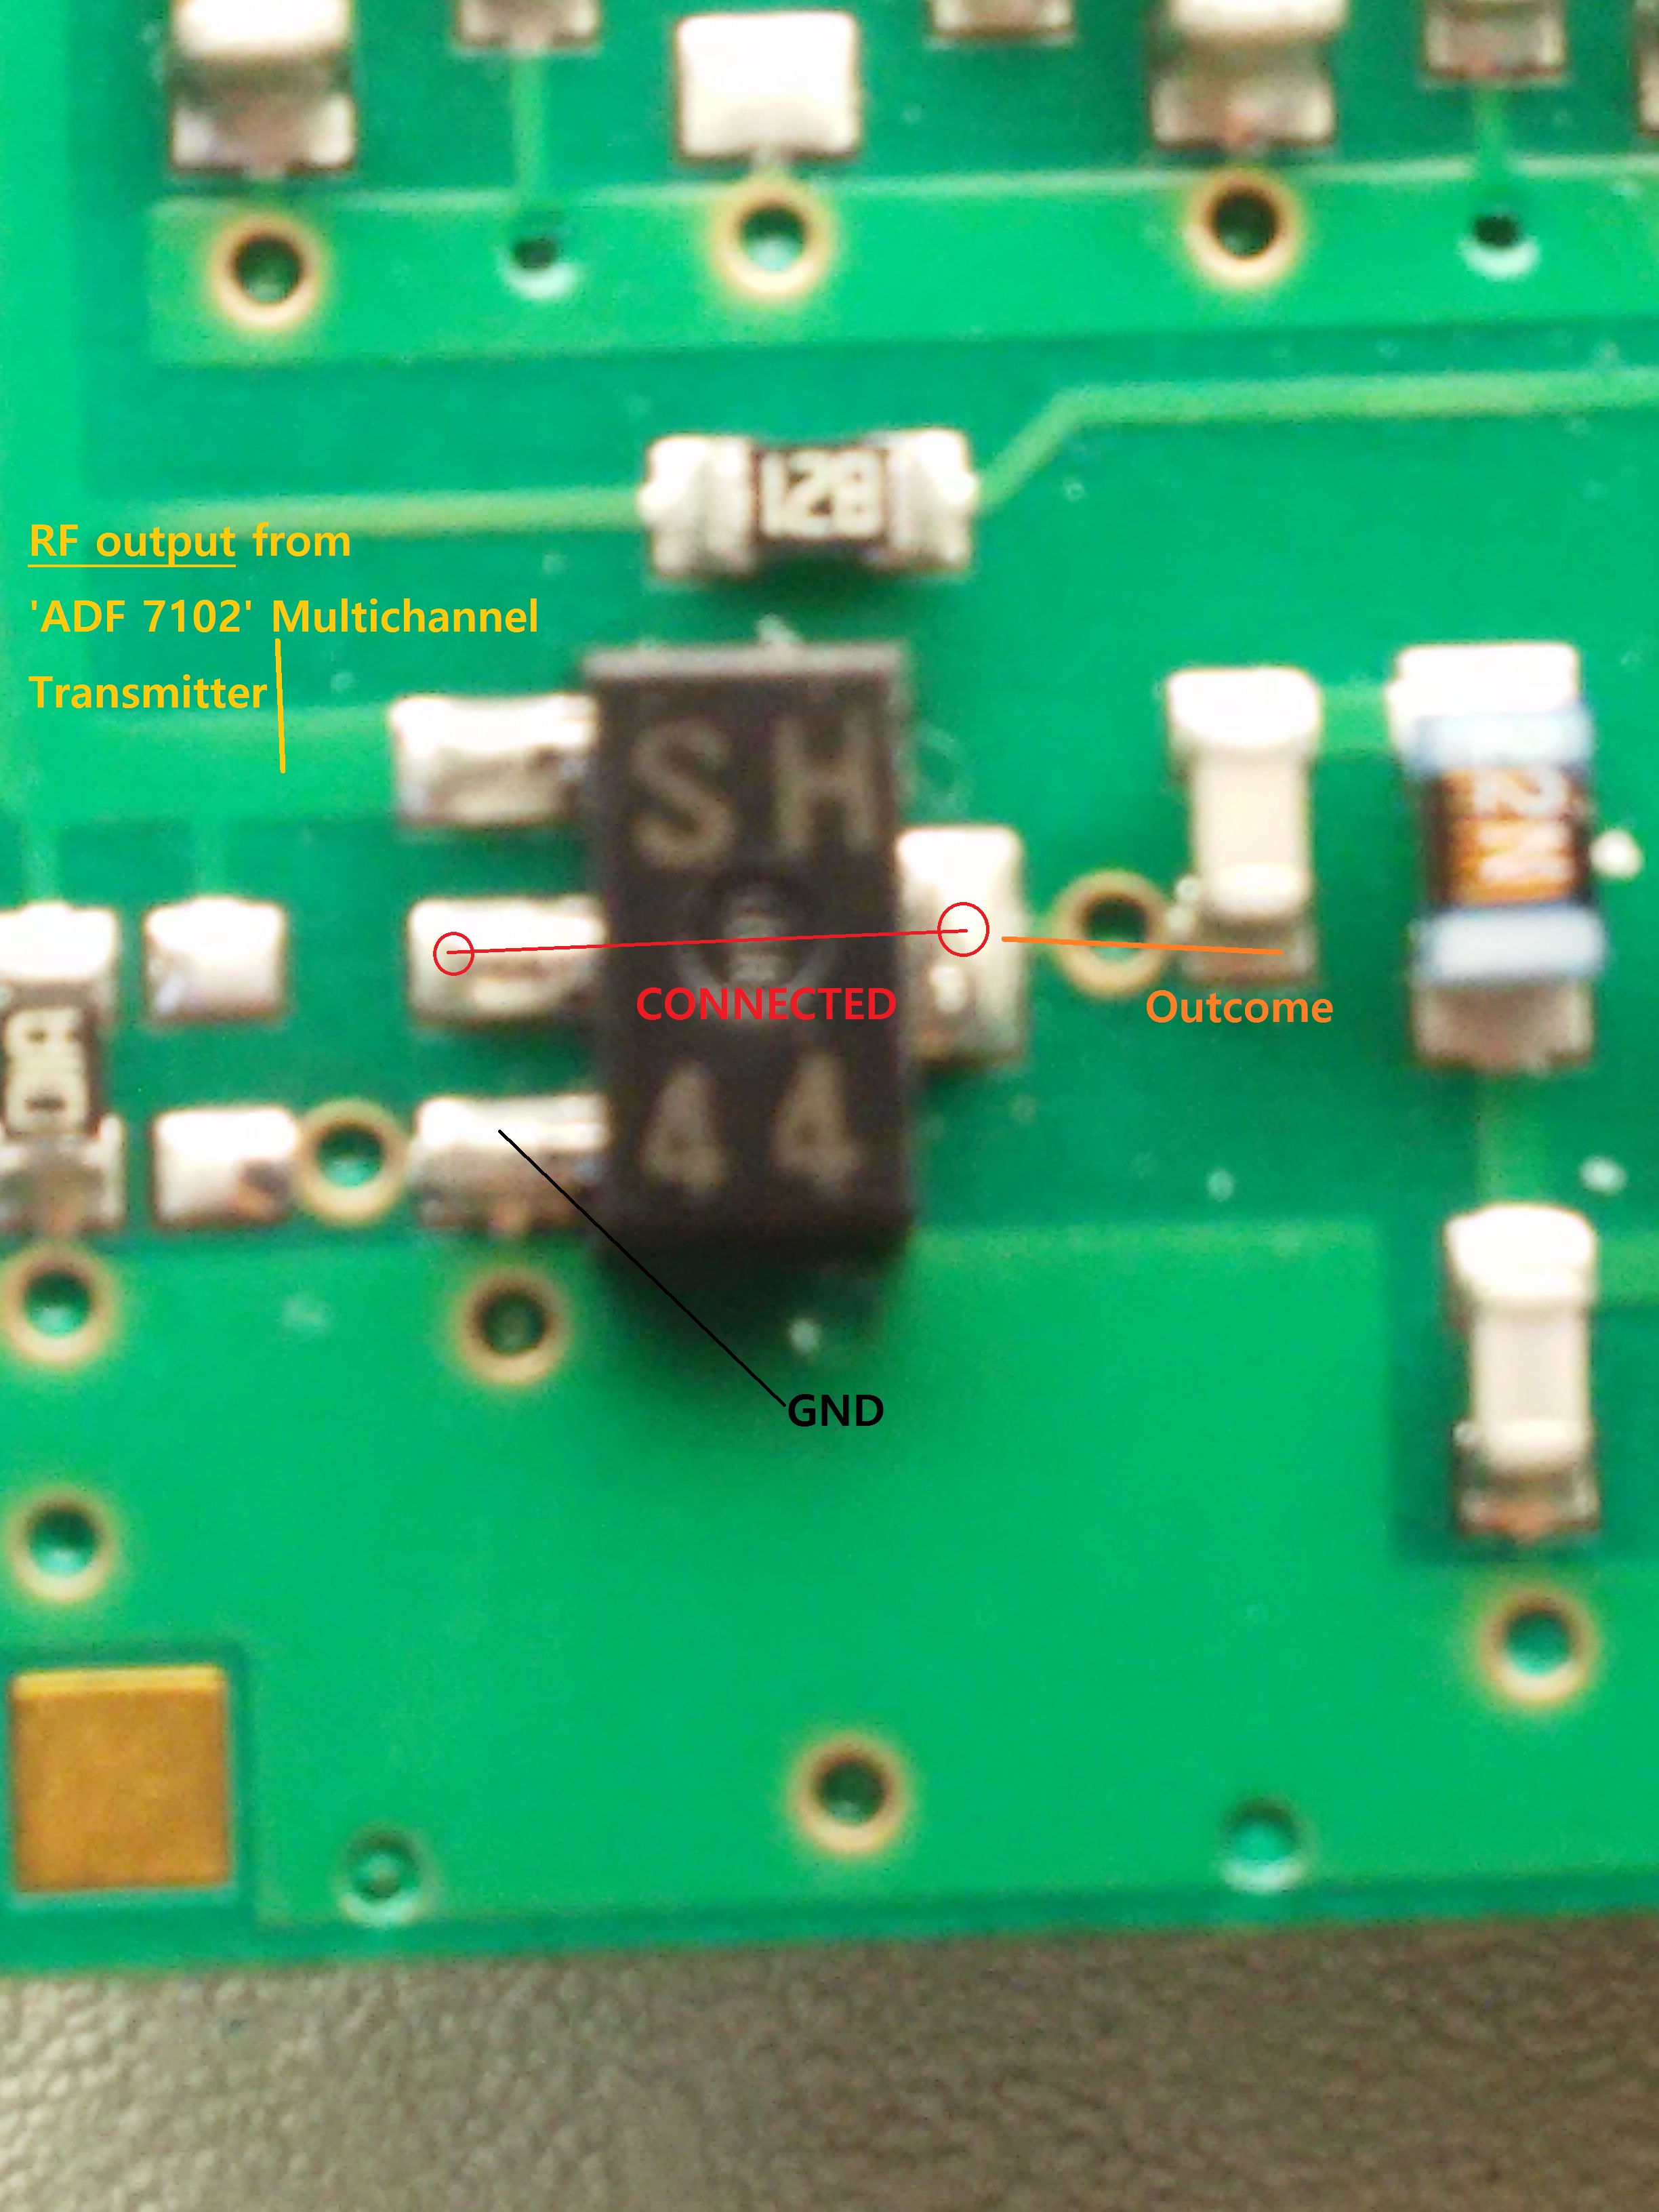 128
RF output from
'ADF 7102' Multichannel
Transmitter
SH
CONNECTED
Outcome
44
GND